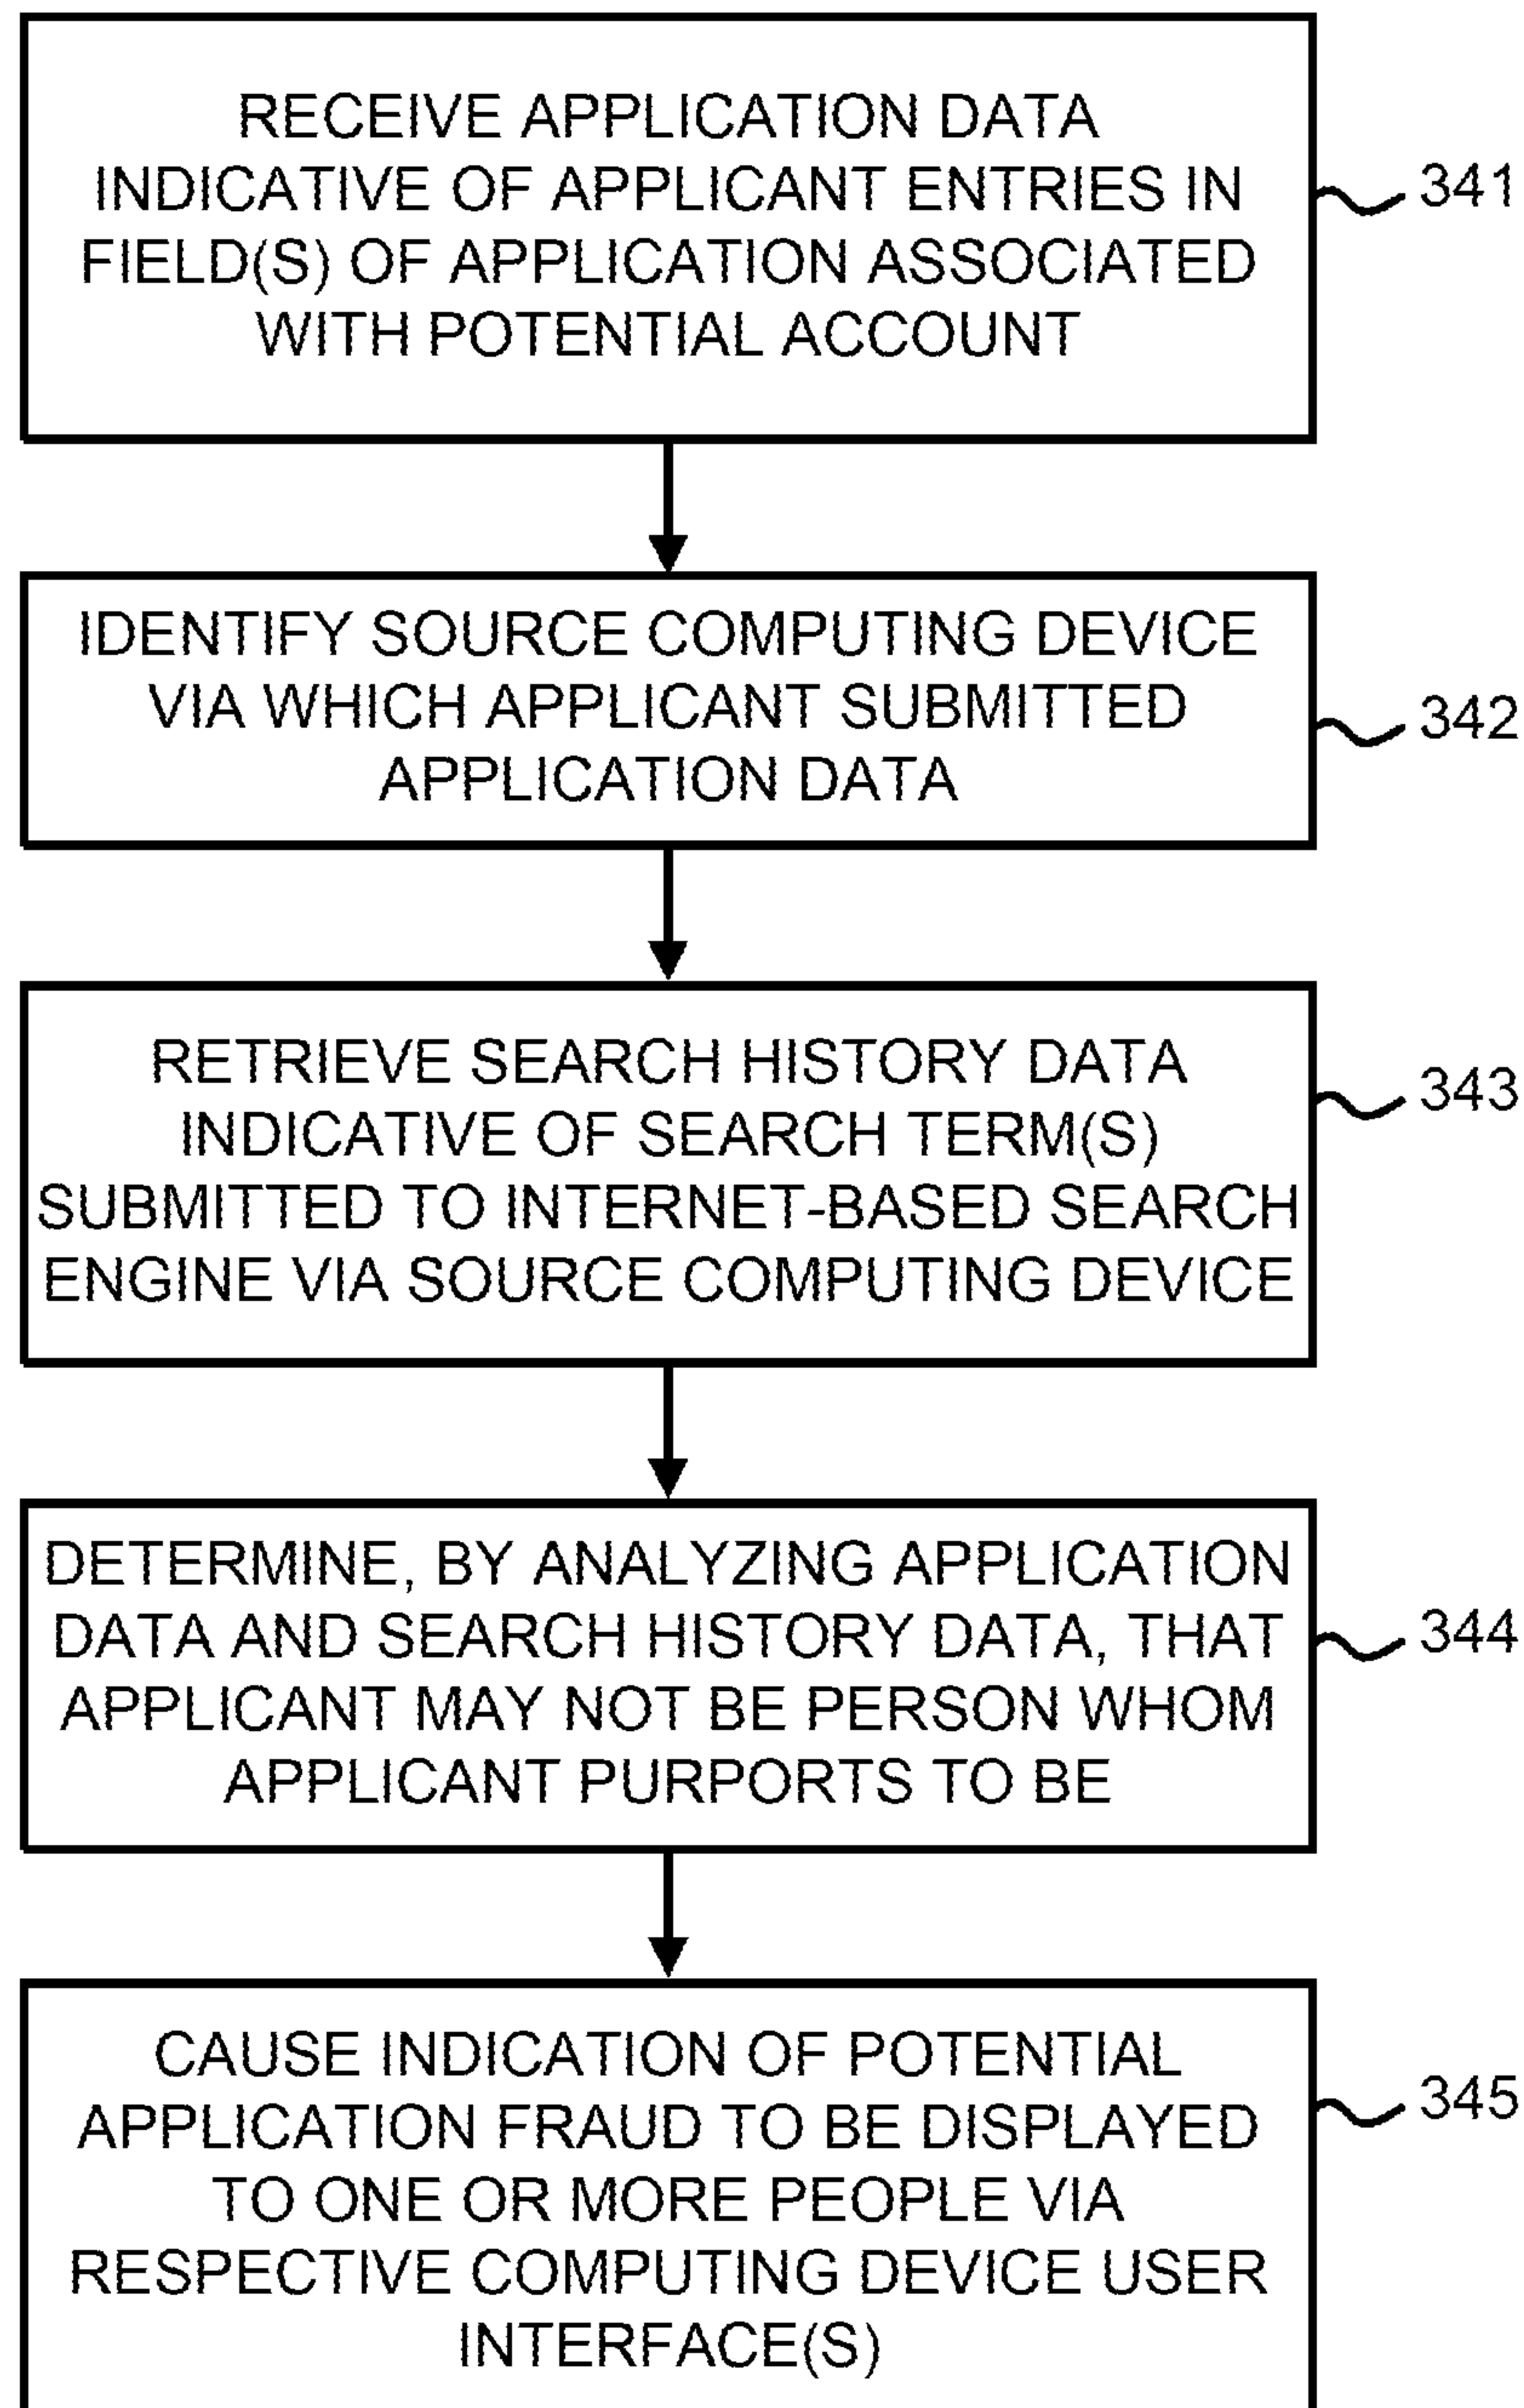 RECEIVE APPLICATION DATA
INDICATIVE OF APPLICANT ENTRIES IN
FIELD(S) OF APPLICATION ASSOCIATED
WITH POTENTIAL ACCOUNT
341
IDENTIFY SOURCE COMPUTING DEVICE
VIA WHICH APPLICANT SUBMITTED
APPLICATION DATA
342
RETRIEVE SEARCH HISTORY DATA
INDICATIVE OF SEARCH TERM(S)
SUBMITTED TO INTERNET-BASED SEARCH
ENGINE VIA SOURCE COMPUTING DEVICE
343
DETERMINE, BY ANALYZING APPLICATION
DATA AND SEARCH HISTORY DATA, THAT
APPLICANT MAY NOT BE PERSON WHOM
APPLICANT PURPORTS TO BE
344
CAUSE INDICATION OF POTENTIAL
APPLICATION FRAUD TO BE DISPLAYED
TO ONE OR MORE PEOPLE VIA
RESPECTIVE COMPUTING DEVICE USER
INTERFACE(S)
345